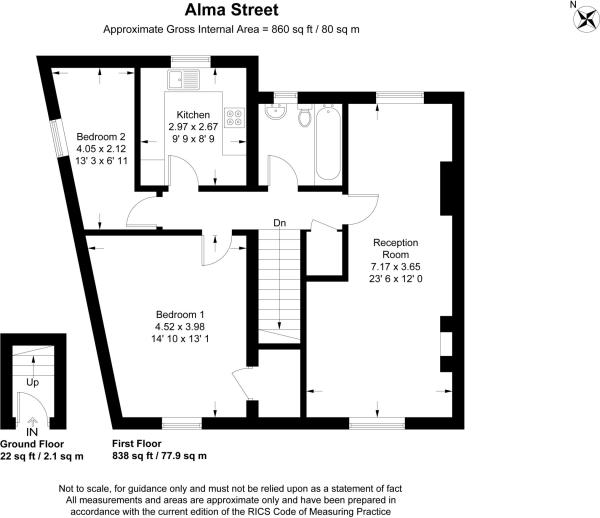 Alma Street
Approximate Gross Internal Area = 860 sq ft / 80 sq m
N
Kitchen
2.97 x 2.67
9' 9 x 8' 9
Bedroom 2
4.05 x 2.12
13' 3 x 6' 11
Dn
Reception
Room
7.17 x 3.65
23' 6 x 12' 0
Bedroom 1
4.52 x 3.98
14' 10 x 13' 1
Up
IN
Ground Floor
22 sq ft / 2.1 sq m
First Floor
838 sq ft / 77.9 sq m
Not to scale, for guidance only and must not be relied upon as a statement of fact
All measurements and areas are approximate only and have been prepared in
accordance with the current edition of the RICS Code of Measuring Practice